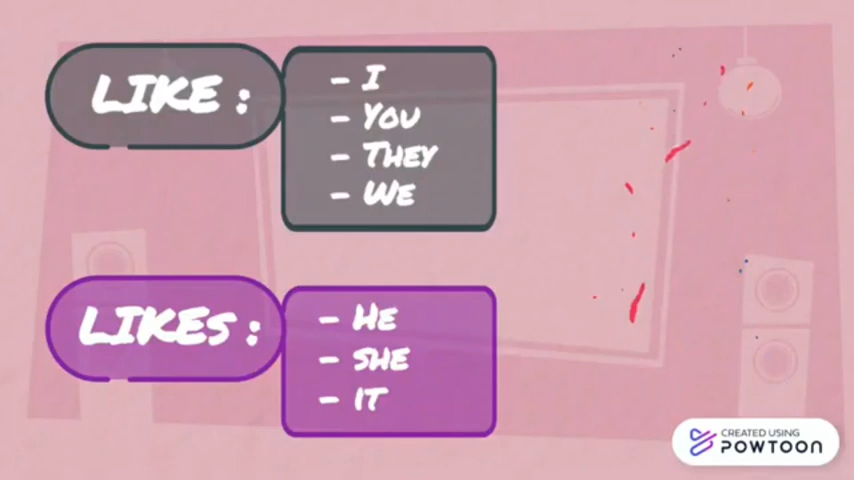 LIKE :
- I
- YOU
- THEY
- WE
LIKES :
- HE
- SHE
- IT
CREATED USING
POWTOON